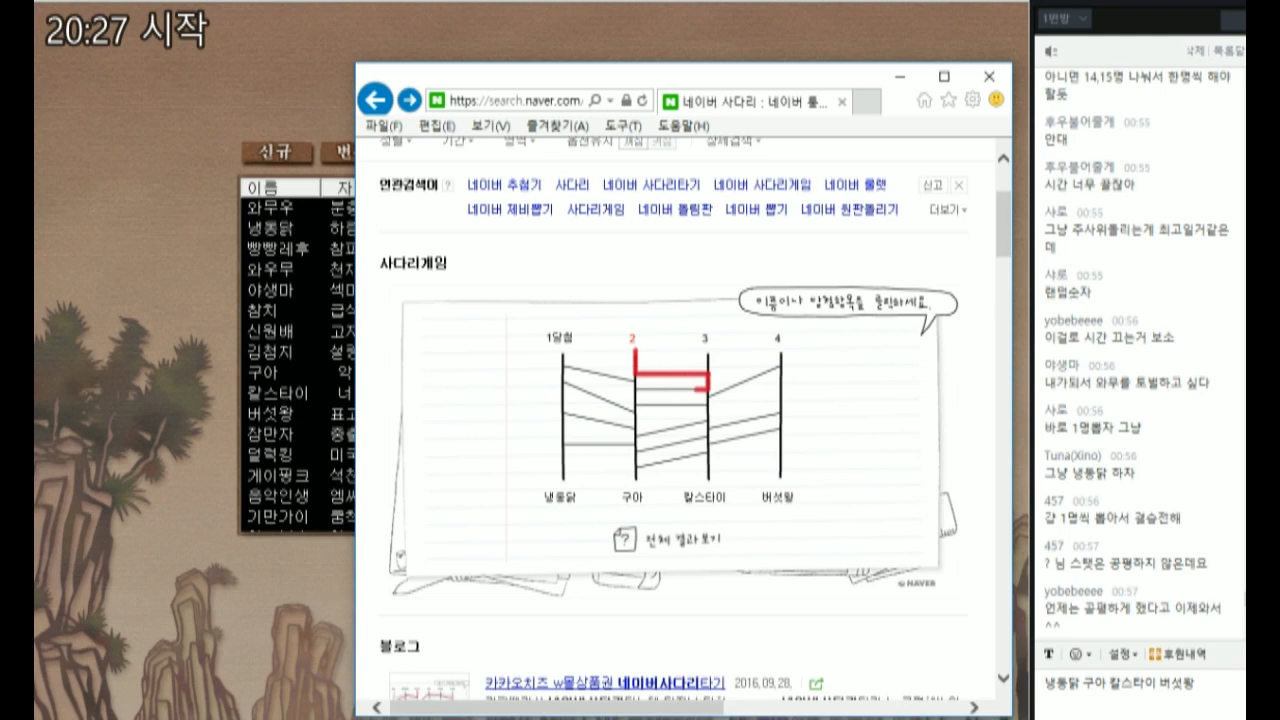 20:27 시작
신규
이름
와무우
냉동닭
빵빵레후
와우무
야생마
참치
신원배
김첨지
구아
칼스타이
버섯왕
참만자
덜럭킹
게이핑크
음악인생
기만가이
https://search.naver.com/
네이버 사다리 : 네이버 통...
파일(F) 편집(E) 보기(V) 즐겨찾기(A) 도구(T) 도움말(H)
정렬 기간 영역 옵션유지 상세검색
연관검색어 ? 네이버 추첨기 사다리 네이버 사다리타기 네이버 사다리게임 네이버 룰렛 신고
네이버 제비뽑기 사다리게임 네이버 돌림판 네이버 뽑기 네이버 원판돌리기 더보기
사다리게임
이름이나 당첨항목을 클릭하세요.
1당첨 2 3 4
냉동닭 구아 칼스타이 버섯왕
? 전체 결과 보기
© NAVER
블로그
카카오치즈 w몰상품권 네이버사다리타기 2016.09.28.
1번방
아니면 14,15명 나눠서 한명씩 해야
할듯
후우불어줄게 00:55
안대
후우불어줄게 00:55
시간 너무 끌잖아
사로 00:55
그냥 주사위돌리는게 최고일거같은
데
사로 00:55
랜덤숫자
yobebeeee 00:56
이걸로 시간 끄는거 보소
야생마 00:56
내가되서 와무를 토벌하고 싶다
사로 00:56
바로 1명뽑자 그냥
Tuna(Xino) 00:56
그냥 냉동닭 하자
457 00:56
걍 1명씩 뽑아서 결승전해
457 00:57
? 님 스탯은 공평하지 않은데요
yobebeeee 00:57
언제는 공평하게 했다고 이제와서
^^
T 설정 후원내역
냉동닭 구아 칼스타이 버섯왕